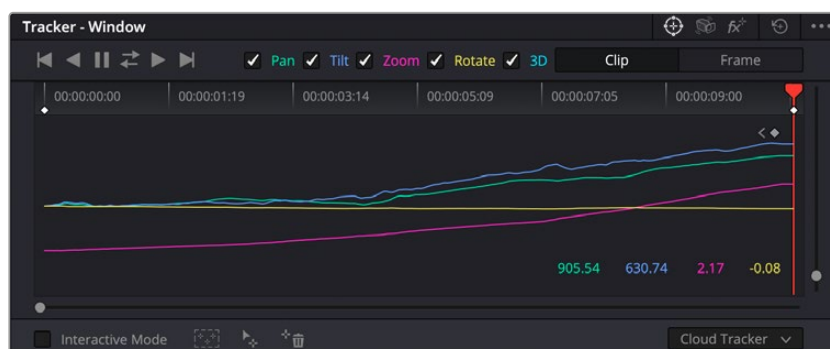 Tracker - Window
Pan Tilt Zoom Rotate 3D Clip Frame
00:00:00:00 00:00:01:19 00:00:03:14 00:00:05:09 00:00:07:05 00:00:09:00
905.54 630.74 2.17 -0.08
Interactive Mode Cloud Tracker